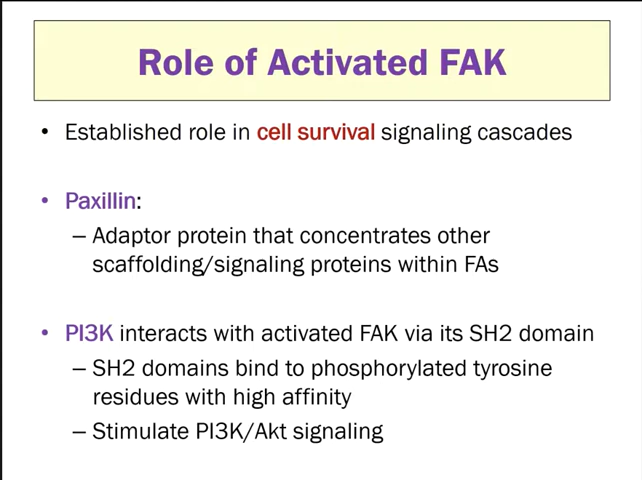 Role of Activated FAK
• Established role in cell survival signaling cascades
• Paxillin:
– Adaptor protein that concentrates other
scaffolding/signaling proteins within FAs
• PI3K interacts with activated FAK via its SH2 domain
– SH2 domains bind to phosphorylated tyrosine
residues with high affinity
– Stimulate PI3K/Akt signaling